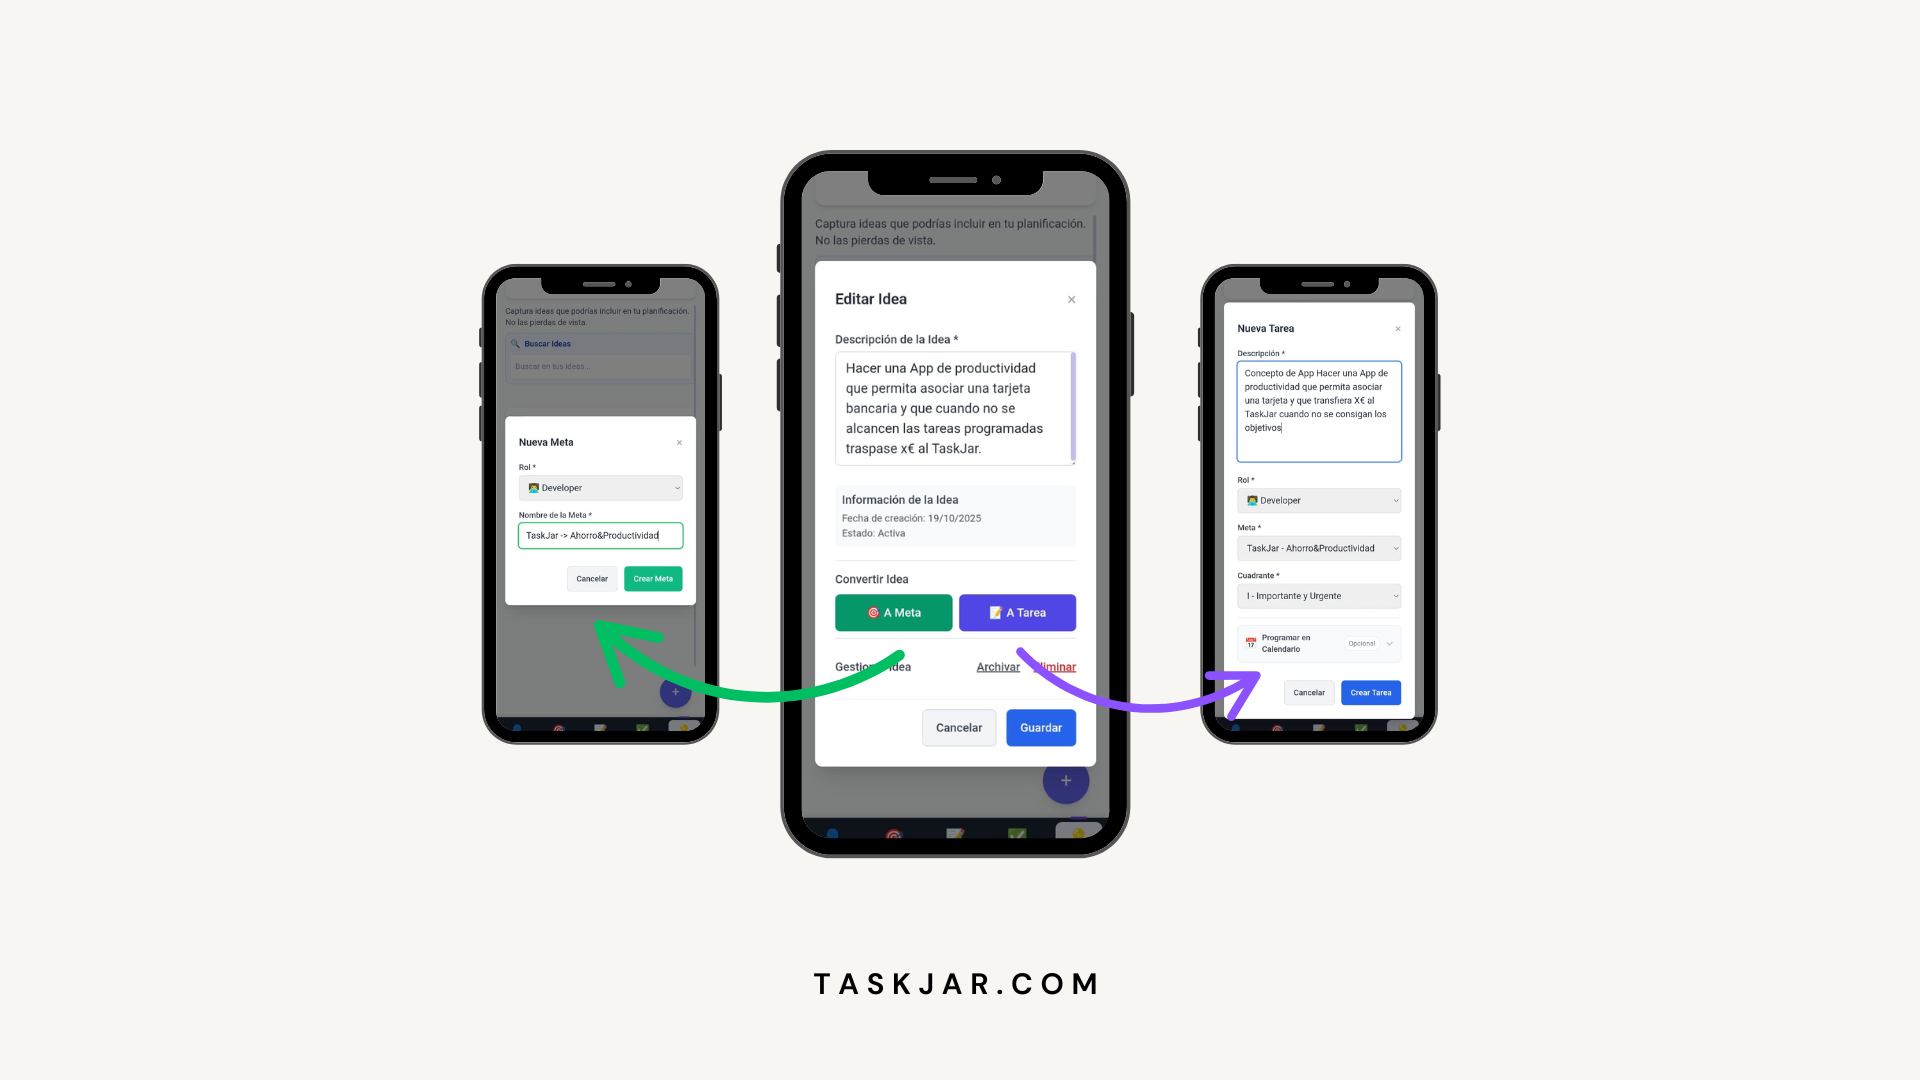 Captura ideas que podrías incluir en tu planificación.
No las pierdas de vista.
🔍 Buscar Ideas
Buscar en tus ideas...
Nueva Meta ×
Rol *
👨‍💻 Developer
Nombre de la Meta *
TaskJar -> Ahorro&Productividad
Cancelar Crear Meta
+
Captura ideas que podrías incluir en tu planificación.
No las pierdas de vista.
Editar Idea ×
Descripción de la Idea *
Hacer una App de productividad
que permita asociar una tarjeta
bancaria y que cuando no se
alcancen las tareas programadas
traspase x€ al TaskJar.
Información de la Idea
Fecha de creación: 19/10/2025
Estado: Activa
Convertir Idea
🎯 A Meta 📝 A Tarea
Archivar
Cancelar Guardar
+
Nueva Tarea ×
Descripción *
Concepto de App Hacer una App de
productividad que permita asociar
una tarjeta y que transfiera X€ al
TaskJar cuando no se consigan los
objetivos
Rol *
👨‍💻 Developer
Meta *
TaskJar - Ahorro&Productividad
Cuadrante *
I - Importante y Urgente
📅 Programar en
Calendario Opcional
Cancelar Crear Tarea
TASKJAR.COM